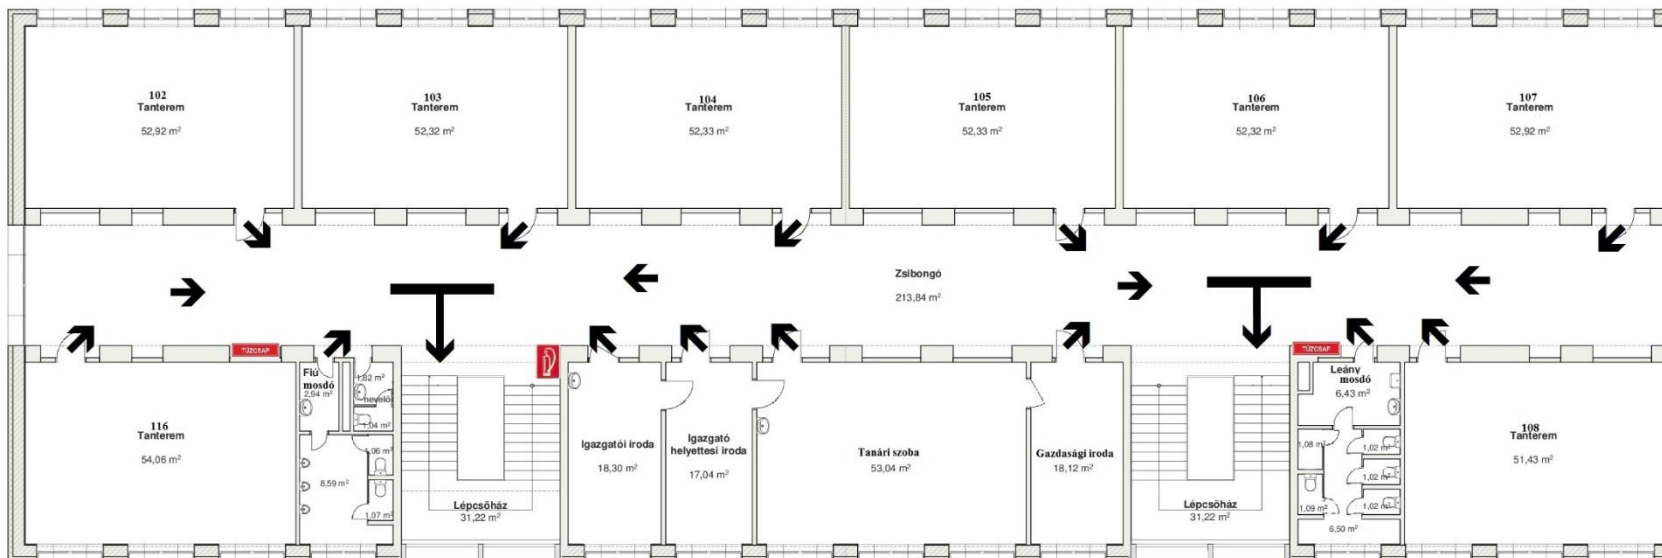 102
Tanterem
52,92 m²
103
Tanterem
52,32 m²
104
Tanterem
52,33 m²
105
Tanterem
52,33 m²
106
Tanterem
52,32 m²
107
Tanterem
52,92 m²
Zsibongó
213,84 m²
TŰZCSAP
TŰZCSAP
116
Tanterem
54,06 m²
Fiú
mosdó
2,94 m²
1,82 m²
nevelői
1,04 m²
1,06 m²
8,59 m²
1,07 m²
Lépcsőház
31,22 m²
Igazgatói iroda
18,30 m²
Igazgató
helyettesi iroda
17,04 m²
Tanári szoba
53,04 m²
Gazdasági iroda
18,12 m²
Lépcsőház
31,22 m²
Leány
mosdó
6,43 m²
1,08 m²
1,02 m²
1,02 m²
1,09 m²
1,02 m²
6,50 m²
108
Tanterem
51,43 m²